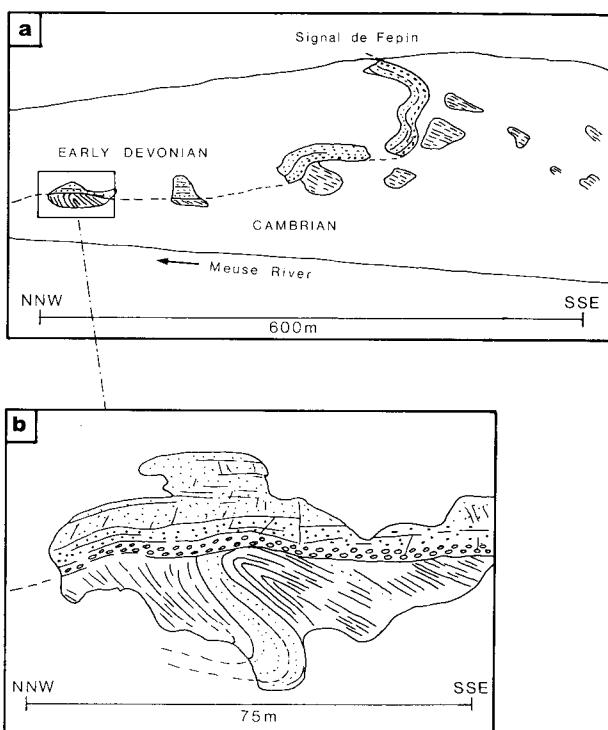 a
Signal de Fepin
EARLY DEVONIAN
CAMBRIAN
Meuse River
NNW
SSE
600m
b
NNW
SSE
75m